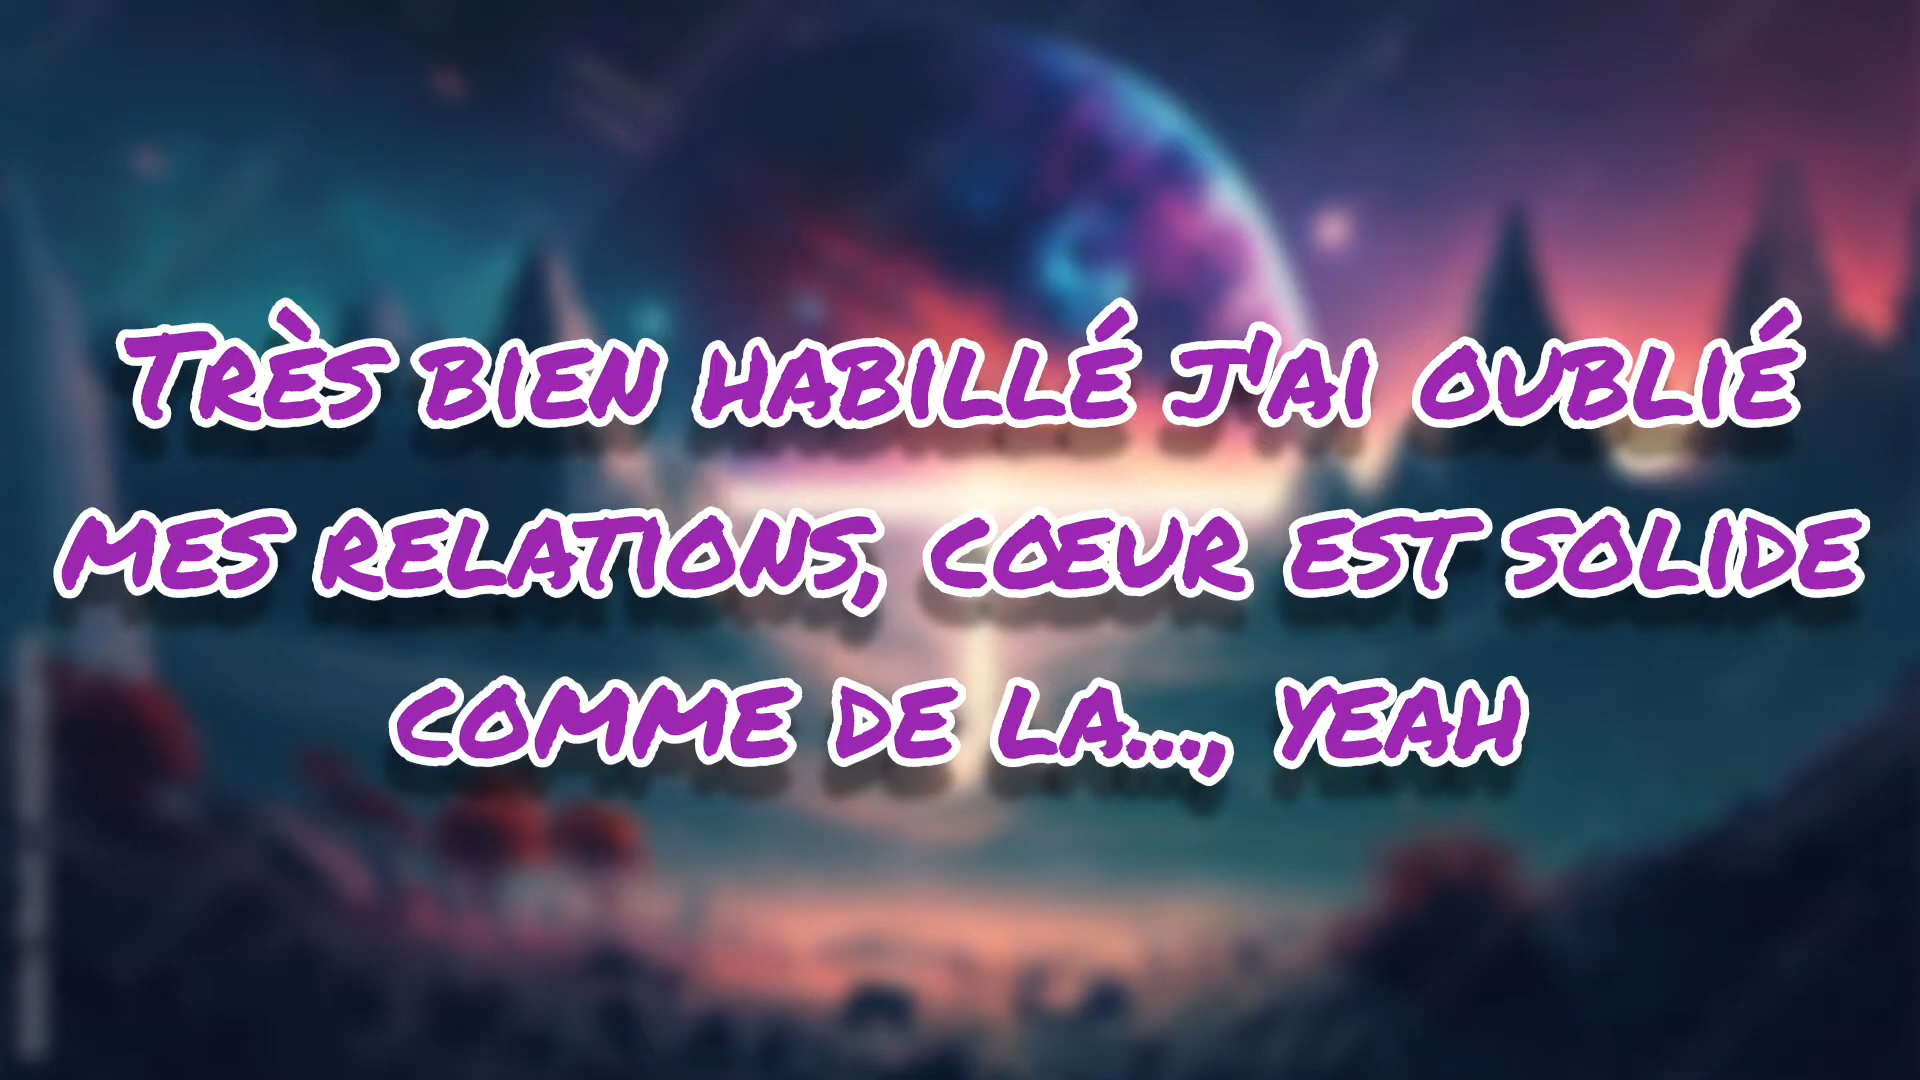 Très bien habillé j'ai oublié
mes relations, cœur est solide
comme de la..., yeah